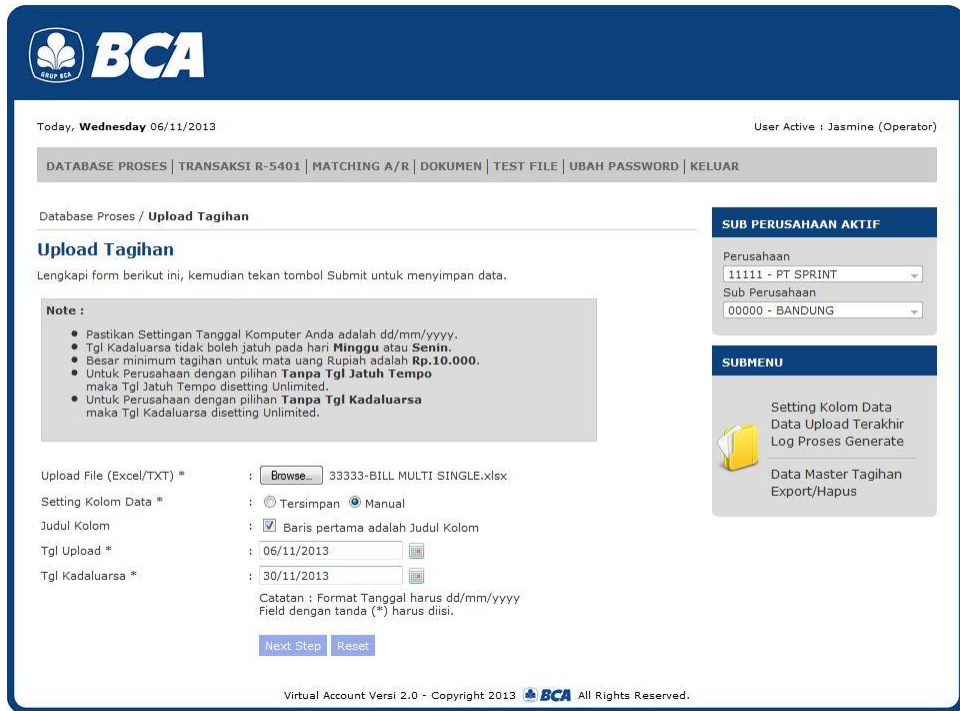 GRUP BCA
BCA
Today, Wednesday 06/11/2013
User Active : Jasmine (Operator)
DATABASE PROSES | TRANSAKSI R-5401 | MATCHING A/R | DOKUMEN | TEST FILE | UBAH PASSWORD | KELUAR
Database Proses / Upload Tagihan
Upload Tagihan
Lengkapi form berikut ini, kemudian tekan tombol Submit untuk menyimpan data.
Note :
Pastikan Settingan Tanggal Komputer Anda adalah dd/mm/yyyy.
Tgl Kadaluarsa tidak boleh jatuh pada hari Minggu atau Senin.
Besar minimum tagihan untuk mata uang Rupiah adalah Rp.10.000.
Untuk Perusahaan dengan pilihan Tanpa Tgl Jatuh Tempo
maka Tgl Jatuh Tempo disetting Unlimited.
Untuk Perusahaan dengan pilihan Tanpa Tgl Kadaluarsa
maka Tgl Kadaluarsa disetting Unlimited.
Upload File (Excel/TXT) * : Browse... 33333-BILL MULTI SINGLE.xlsx
Setting Kolom Data * : Tersimpan Manual
Judul Kolom : Baris pertama adalah Judul Kolom
Tgl Upload * : 06/11/2013
Tgl Kadaluarsa * : 30/11/2013
Catatan : Format Tanggal harus dd/mm/yyyy
Field dengan tanda (*) harus diisi.
Next Step Reset
SUB PERUSAHAAN AKTIF
Perusahaan
11111 - PT SPRINT
Sub Perusahaan
00000 - BANDUNG
SUBMENU
Setting Kolom Data
Data Upload Terakhir
Log Proses Generate
Data Master Tagihan
Export/Hapus
Virtual Account Versi 2.0 - Copyright 2013 BCA All Rights Reserved.